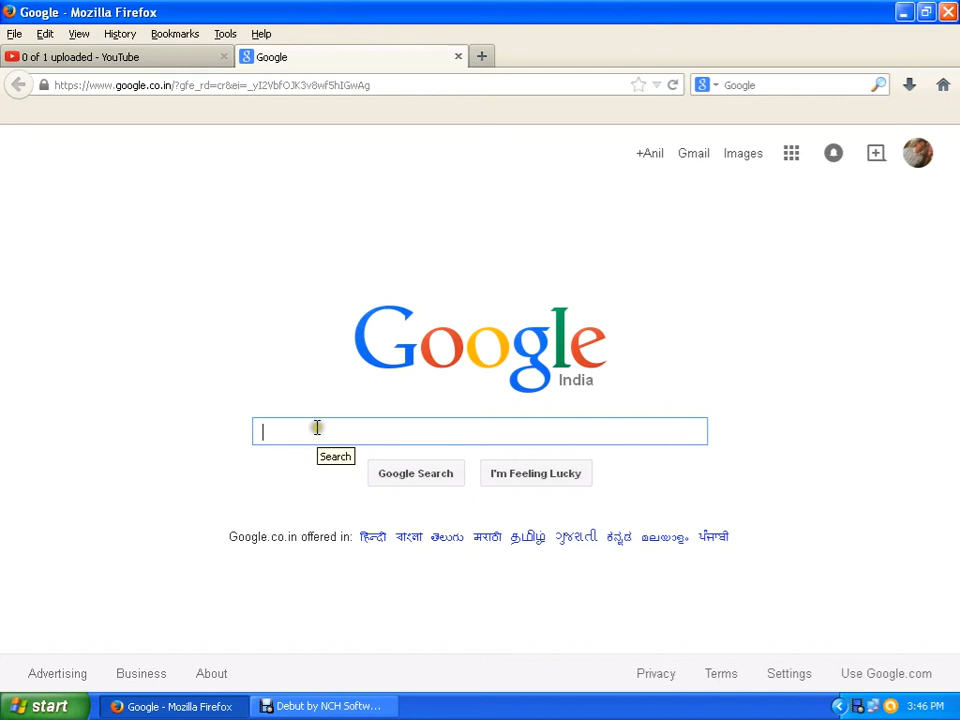 Google - Mozilla Firefox
File Edit View History Bookmarks Tools Help
0 of 1 uploaded - YouTube
Google
https://www.google.co.in/?gfe_rd=cr&ei=_yI2VbfOJK3v8wf5hIGwAg
Google
+Anil Gmail Images
Google
India
Search
Google Search I'm Feeling Lucky
Google.co.in offered in: हिन्दी বাংলা తెలుగు मराठी தமிழ் ગુજરાતી ಕನ್ನಡ മലയാളം ਪੰਜਾਬੀ
Advertising Business About Privacy Terms Settings Use Google.com
start Google - Mozilla Firefox Debut by NCH Softw... 3:46 PM